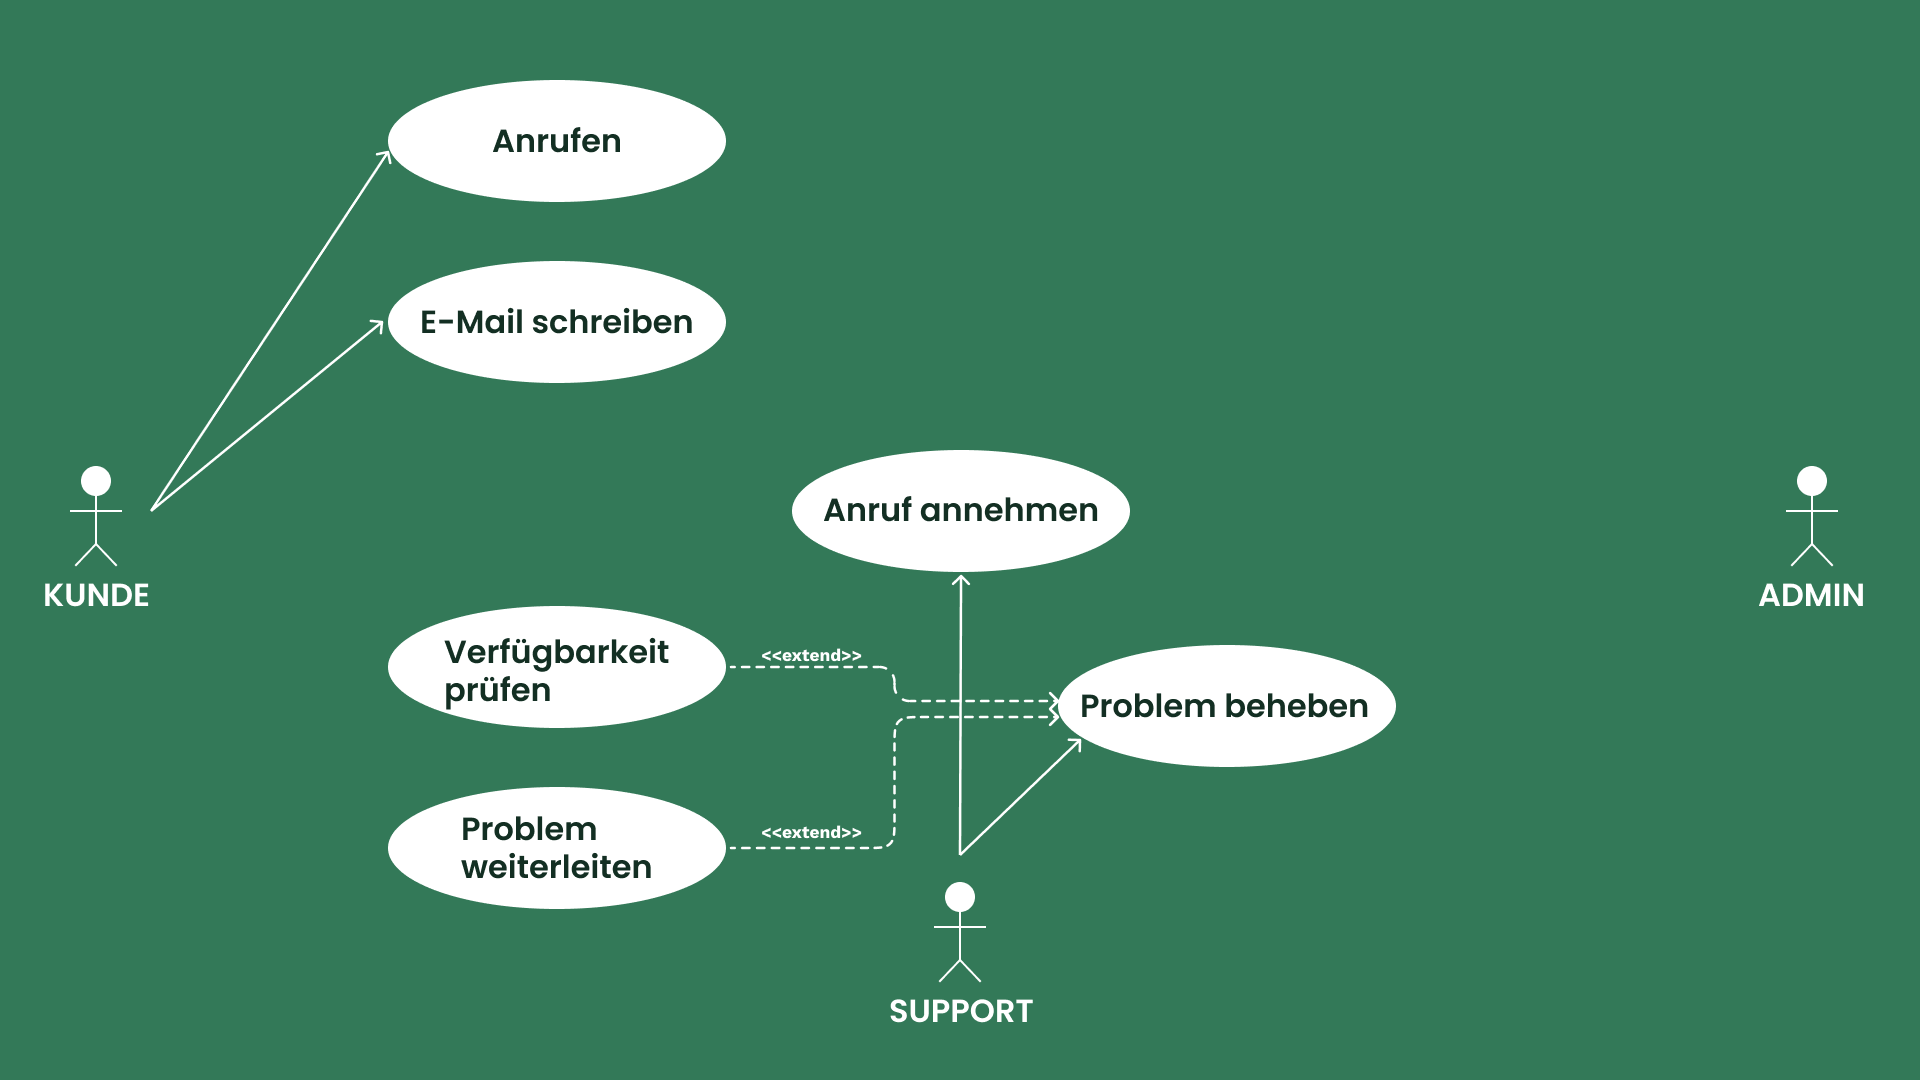 Anrufen
E-Mail schreiben
KUNDE
Anruf annehmen
ADMIN
Verfügbarkeit
prüfen
<<extend>>
Problem beheben
Problem
weiterleiten
<<extend>>
SUPPORT